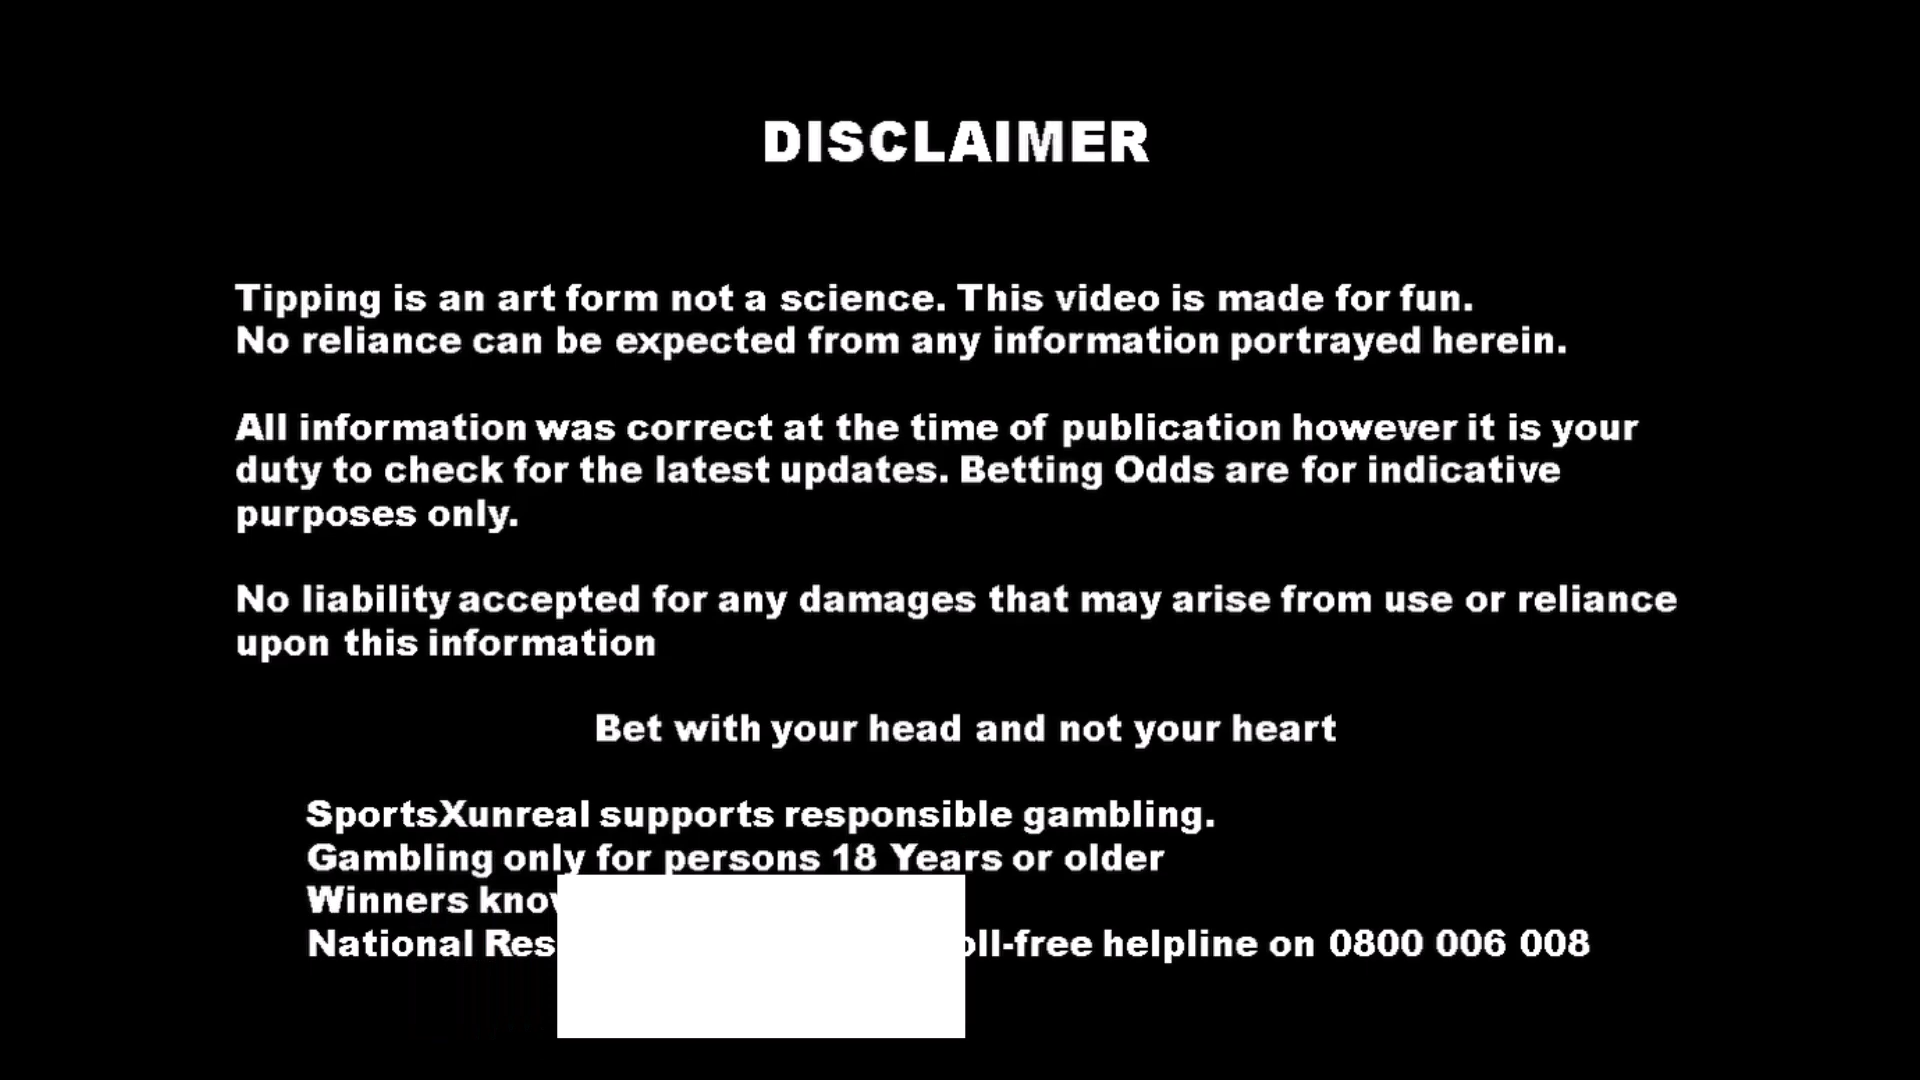 DISCLAIMER
Tipping is an art form not a science. This video is made for fun.
No reliance can be expected from any information portrayed herein.
All information was correct at the time of publication however it is your
duty to check for the latest updates. Betting Odds are for indicative
purposes only.
No liability accepted for any damages that may arise from use or reliance
upon this information
Bet with your head and not your heart
SportsXunreal supports responsible gambling.
Gambling only for persons 18 Years or older
Winners
National helpline on 0800 006 008